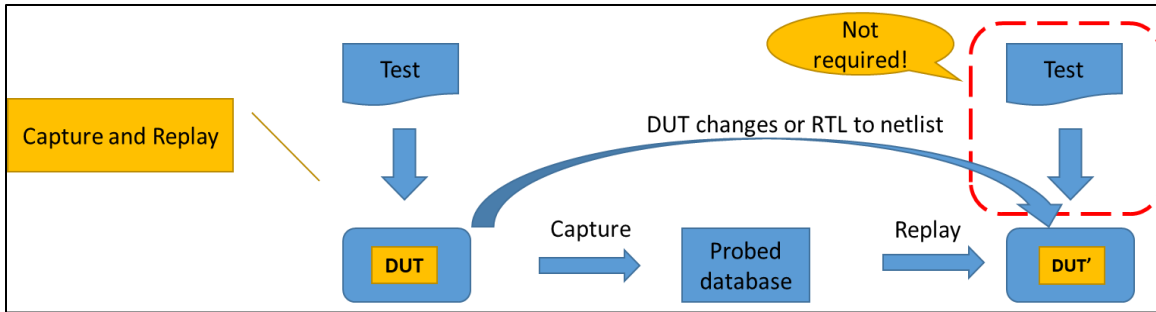 Not
required!
Test
Test
Capture and Replay
DUT changes or RTL to netlist
Capture
Replay
DUT
Probed
database
DUT’